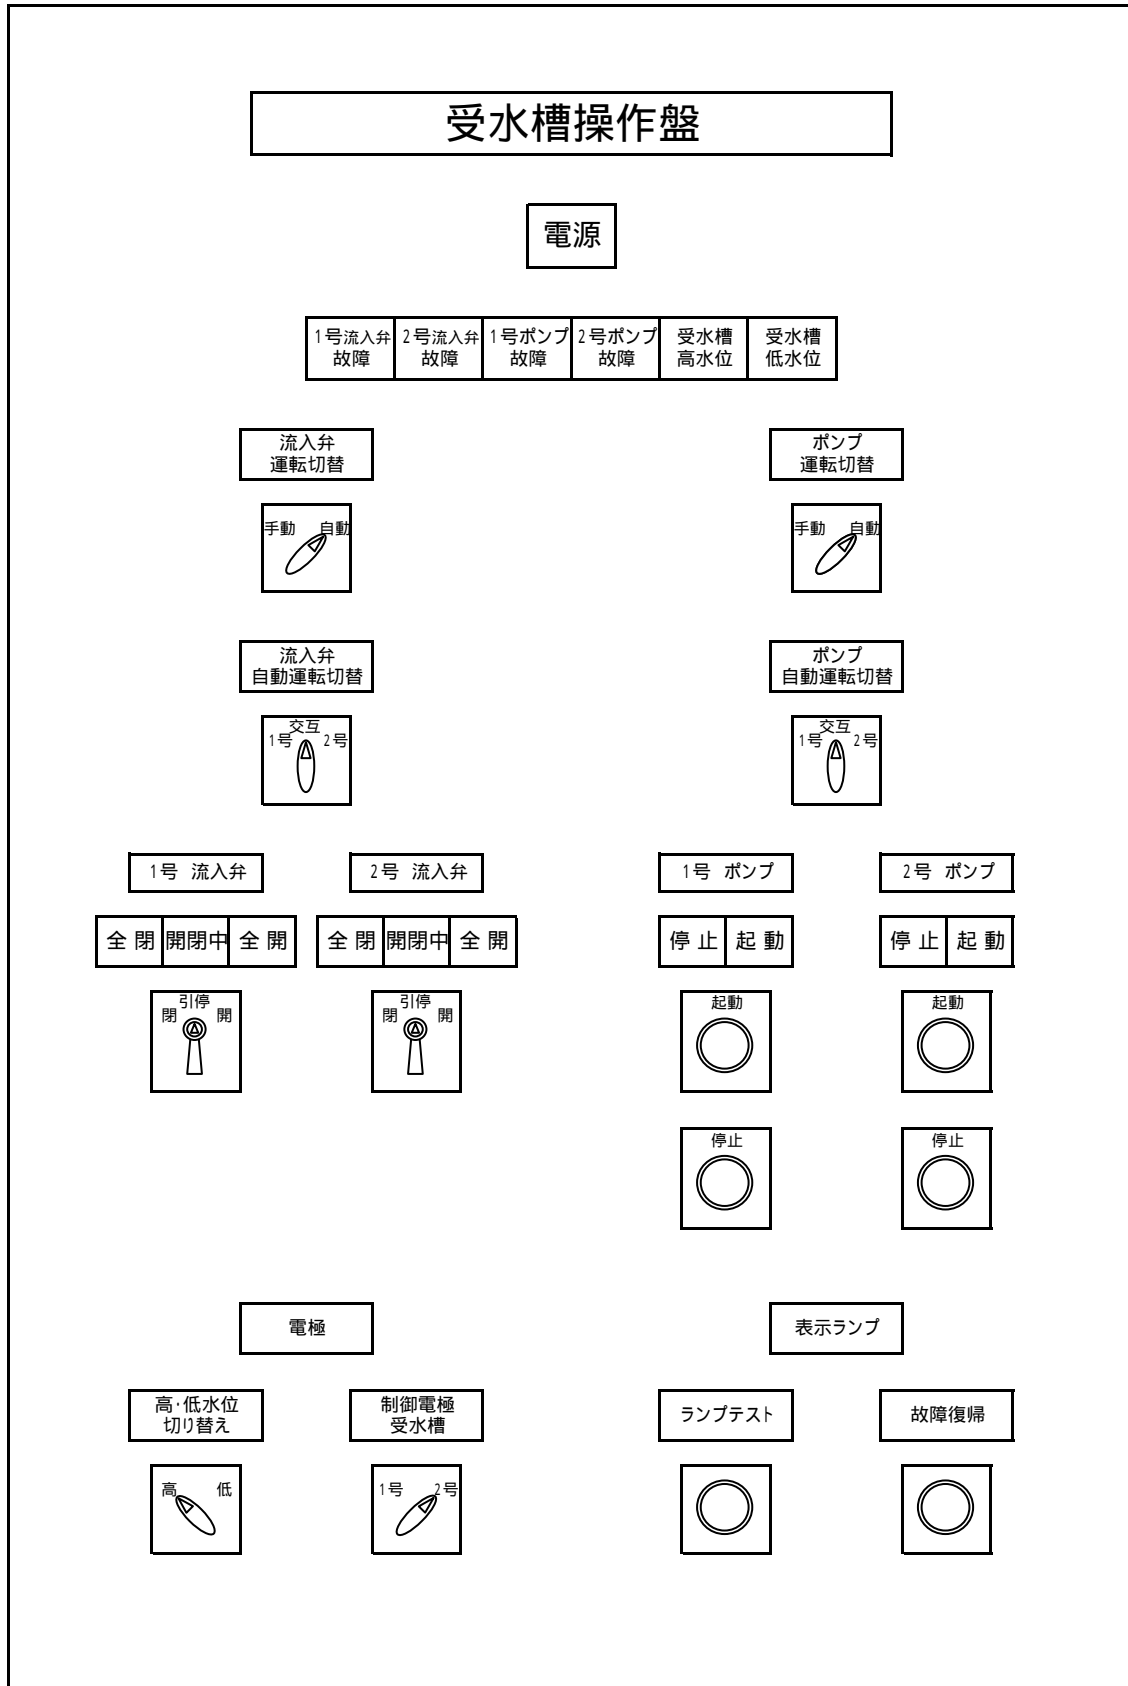 受水槽操作盤
電源
1号流入弁
故障
2号流入弁
故障
1号ポンプ
故障
2号ポンプ
故障
受水槽
高水位
受水槽
低水位
流入弁
運転切替
ポンプ
運転切替
手動 自動
手動 自動
流入弁
自動運転切替
ポンプ
自動運転切替
交互
1号 2号
交互
1号 2号
1号 流入弁
2号 流入弁
1号 ポンプ
2号 ポンプ
全閉 開閉中 全開
全閉 開閉中 全開
停止 起動
停止 起動
引停
閉 開
引停
閉 開
起動
起動
停止
停止
電極
表示ランプ
高・低水位
切り替え
制御電極
受水槽
ランプテスト
故障復帰
高 低
1号 2号